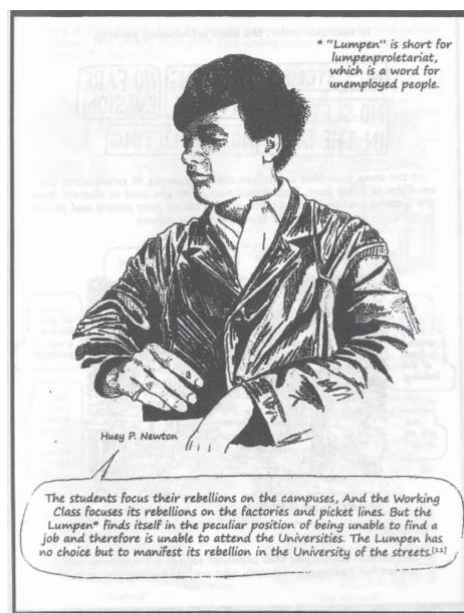 * "Lumpen" is short for
lumpenproletariat,
which is a word for
unemployed people.
Huey P. Newton
The students focus their rebellions on the campuses, And the Working
Class focuses its rebellions on the factories and picket lines. But the
Lumpen* finds itself in the peculiar position of being unable to find a
job and therefore is unable to attend the Universities. The Lumpen has
no choice but to manifest its rebellion in the University of the streets.[11]